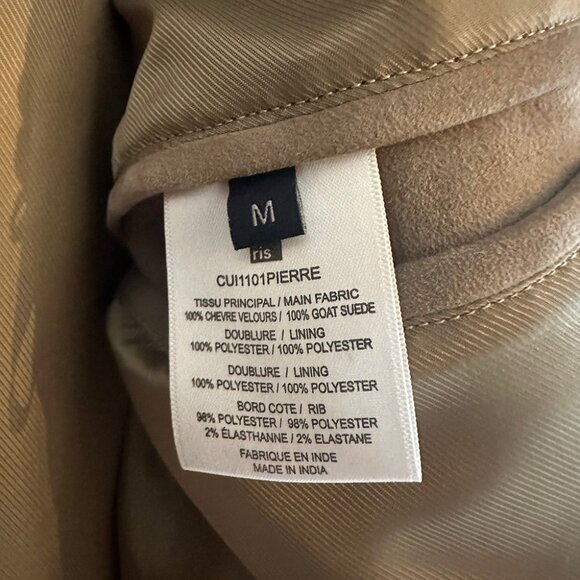 M
ris
CUI1101PIERRE
TISSU PRINCIPAL / MAIN FABRIC
100% CHEVRE VELOURS / 100% GOAT SUEDE
DOUBLURE / LINING
100% POLYESTER / 100% POLYESTER
DOUBLURE / LINING
100% POLYESTER / 100% POLYESTER
BORD COTE / RIB
98% POLYESTER / 98% POLYESTER
2% ÉLASTHANNE / 2% ELASTANE
FABRIQUE EN INDE
MADE IN INDIA